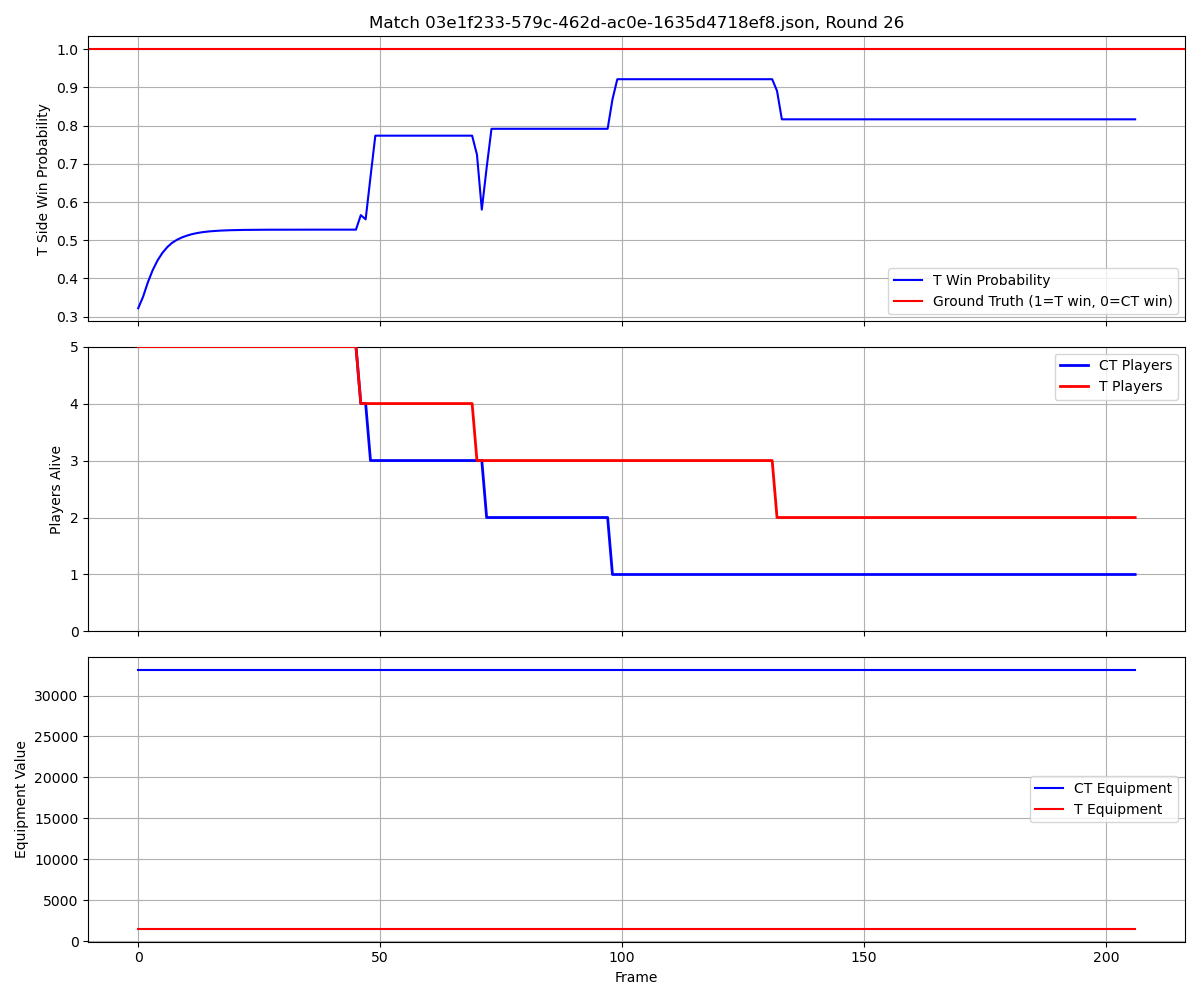 Match 03e1f233-579c-462d-ac0e-1635d4718ef8.json, Round 26
T Side Win Probability
1.0
0.9
0.8
0.7
0.6
0.5
0.4
0.3
T Win Probability
Ground Truth (1=T win, 0=CT win)
Players Alive
5
4
3
2
1
0
CT Players
T Players
Equipment Value
30000
25000
20000
15000
10000
5000
0
CT Equipment
T Equipment
0 50 100 150 200
Frame